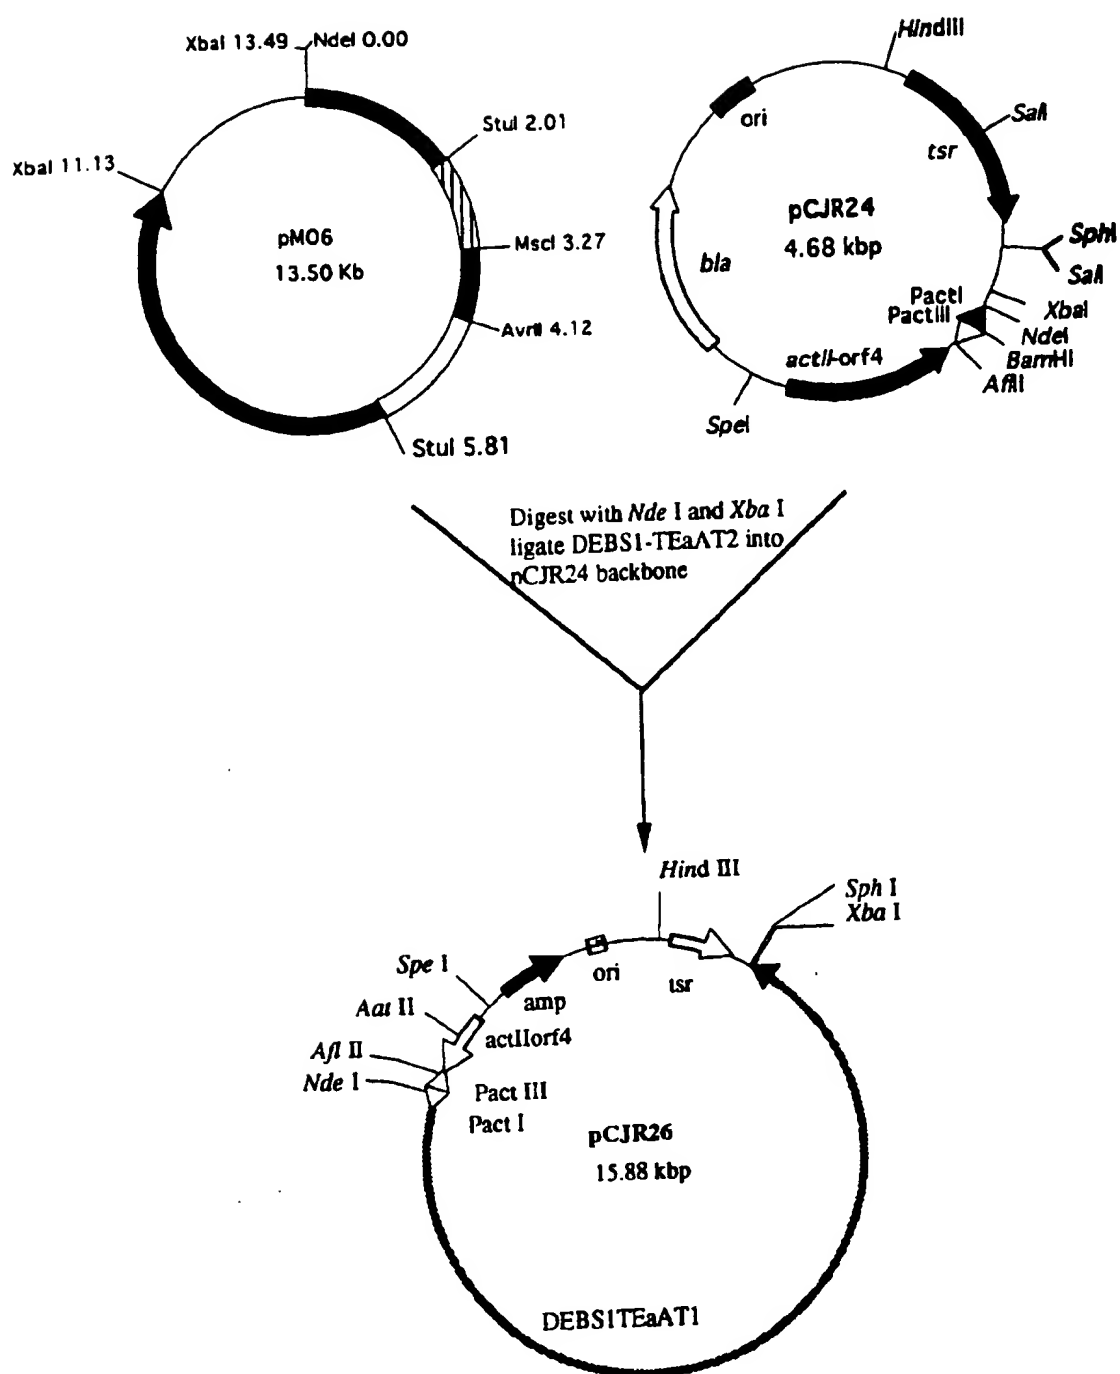 XbaI 13.49
NdeI 0.00
StuI 2.01
XbaI 11.13
pM06
13.50 Kb
MscI 3.27
AvrII 4.12
StuI 5.81
HindIII
ori
SalI
tsr
pCJR24
4.68 kbp
bla
SphI
SalI
PactI
PactIII
XbaI
NdeI
BamHI
AflII
actII-orf4
SpeI
Digest with Nde I and Xba I
ligate DEBS1-TEaAT2 into
pCJR24 backbone
Hind III
Sph I
Xba I
Spe I
ori
tsr
amp
Aat II
actIIorf4
Afl II
Nde I
Pact III
Pact I
pCJR26
15.88 kbp
DEBS1TEaAT1